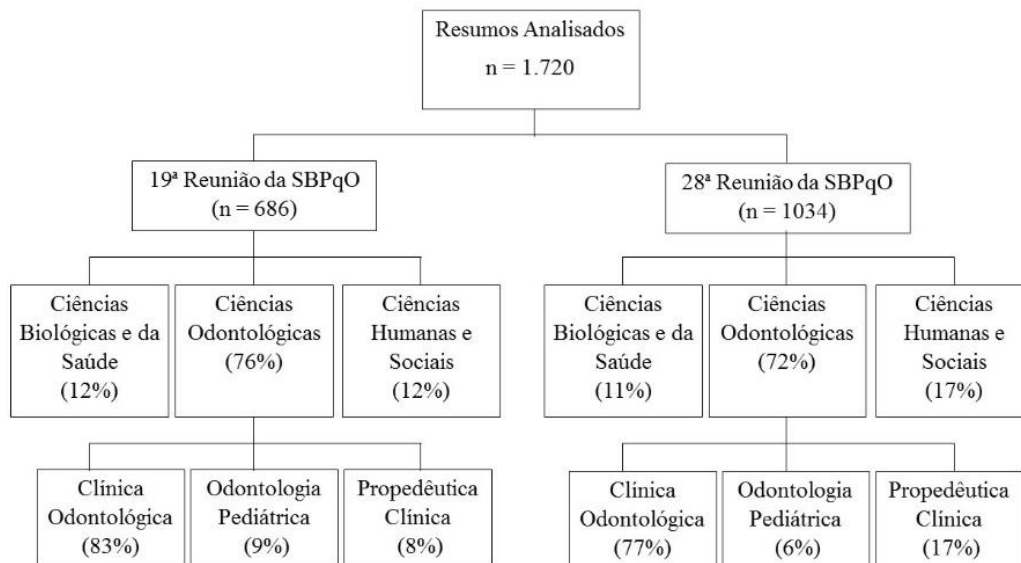 Resumos Analisados
n = 1.720
19ª Reunião da SBPqO
(n = 686)
28ª Reunião da SBPqO
(n = 1034)
Ciências
Biológicas e da
Saúde
(12%)
Ciências
Odontológicas
(76%)
Ciências
Humanas e
Sociais
(12%)
Ciências
Biológicas e da
Saúde
(11%)
Ciências
Odontológicas
(72%)
Ciências
Humanas e
Sociais
(17%)
Clínica
Odontológica
(83%)
Odontologia
Pediátrica
(9%)
Propedêutica
Clínica
(8%)
Clínica
Odontológica
(77%)
Odontologia
Pediátrica
(6%)
Propedêutica
Clínica
(17%)